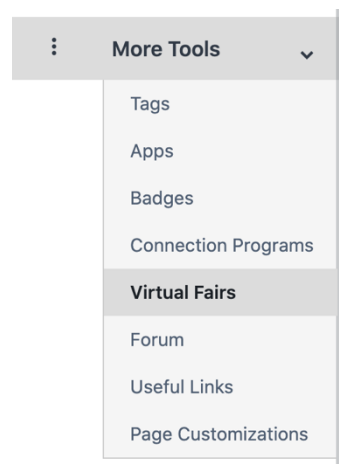 More Tools
Tags
Apps
Badges
Connection Programs
Virtual Fairs
Forum
Useful Links
Page Customizations